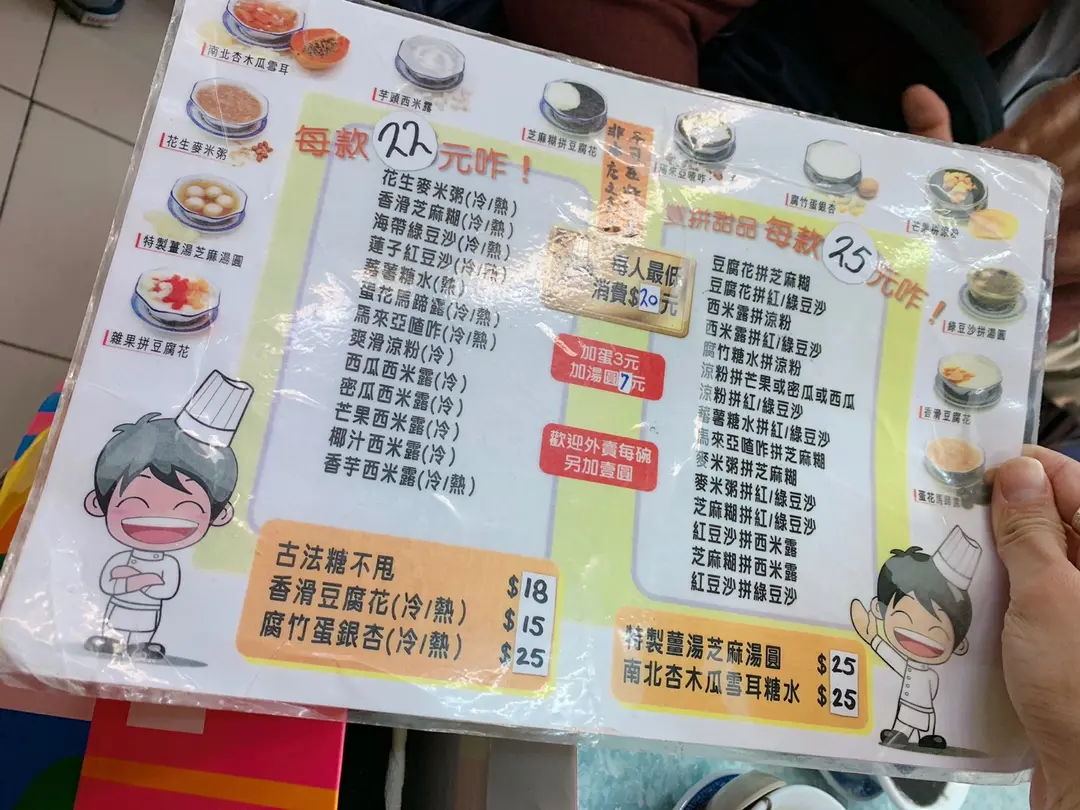 南北杏木瓜雪耳
芋頭西米露
芝麻糊拼豆腐花
腐竹蛋銀杏
花生麥米粥
特製薑湯芝麻湯圓
雜果拼豆腐花
綠豆沙拼湯圓
香滑豆腐花
蛋花馬蹄露
每款22元咋！
花生麥米粥(冷/熱)
香滑芝麻糊(冷/熱)
海帶綠豆沙(冷/熱)
蓮子紅豆沙(冷/熱)
蕃薯糖水(熱)
蛋花馬蹄露(冷/熱)
馬來亞喳咋(冷/熱)
爽滑涼粉(冷)
西瓜西米露(冷)
密瓜西米露(冷)
芒果西米露(冷)
椰汁西米露(冷)
香芋西米露(冷/熱)
古法糖不甩 $18
香滑豆腐花(冷/熱) $15
腐竹蛋銀杏(冷/熱) $25
每人最低
消費$20元
加蛋3元
加湯圓7元
歡迎外賣每碗
另加壹圓
雙拼甜品 每款25元咋！
豆腐花拼芝麻糊
豆腐花拼紅/綠豆沙
西米露拼涼粉
西米露拼紅/綠豆沙
腐竹糖水拼涼粉
涼粉拼芒果或密瓜或西瓜
涼粉拼紅/綠豆沙
蕃薯糖水拼紅/綠豆沙
馬來亞喳咋拼芝麻糊
麥米粥拼芝麻糊
麥米粥拼紅/綠豆沙
芝麻糊拼紅/綠豆沙
紅豆沙拼西米露
芝麻糊拼西米露
紅豆沙拼綠豆沙
特製薑湯芝麻湯圓 $25
南北杏木瓜雪耳糖水 $25